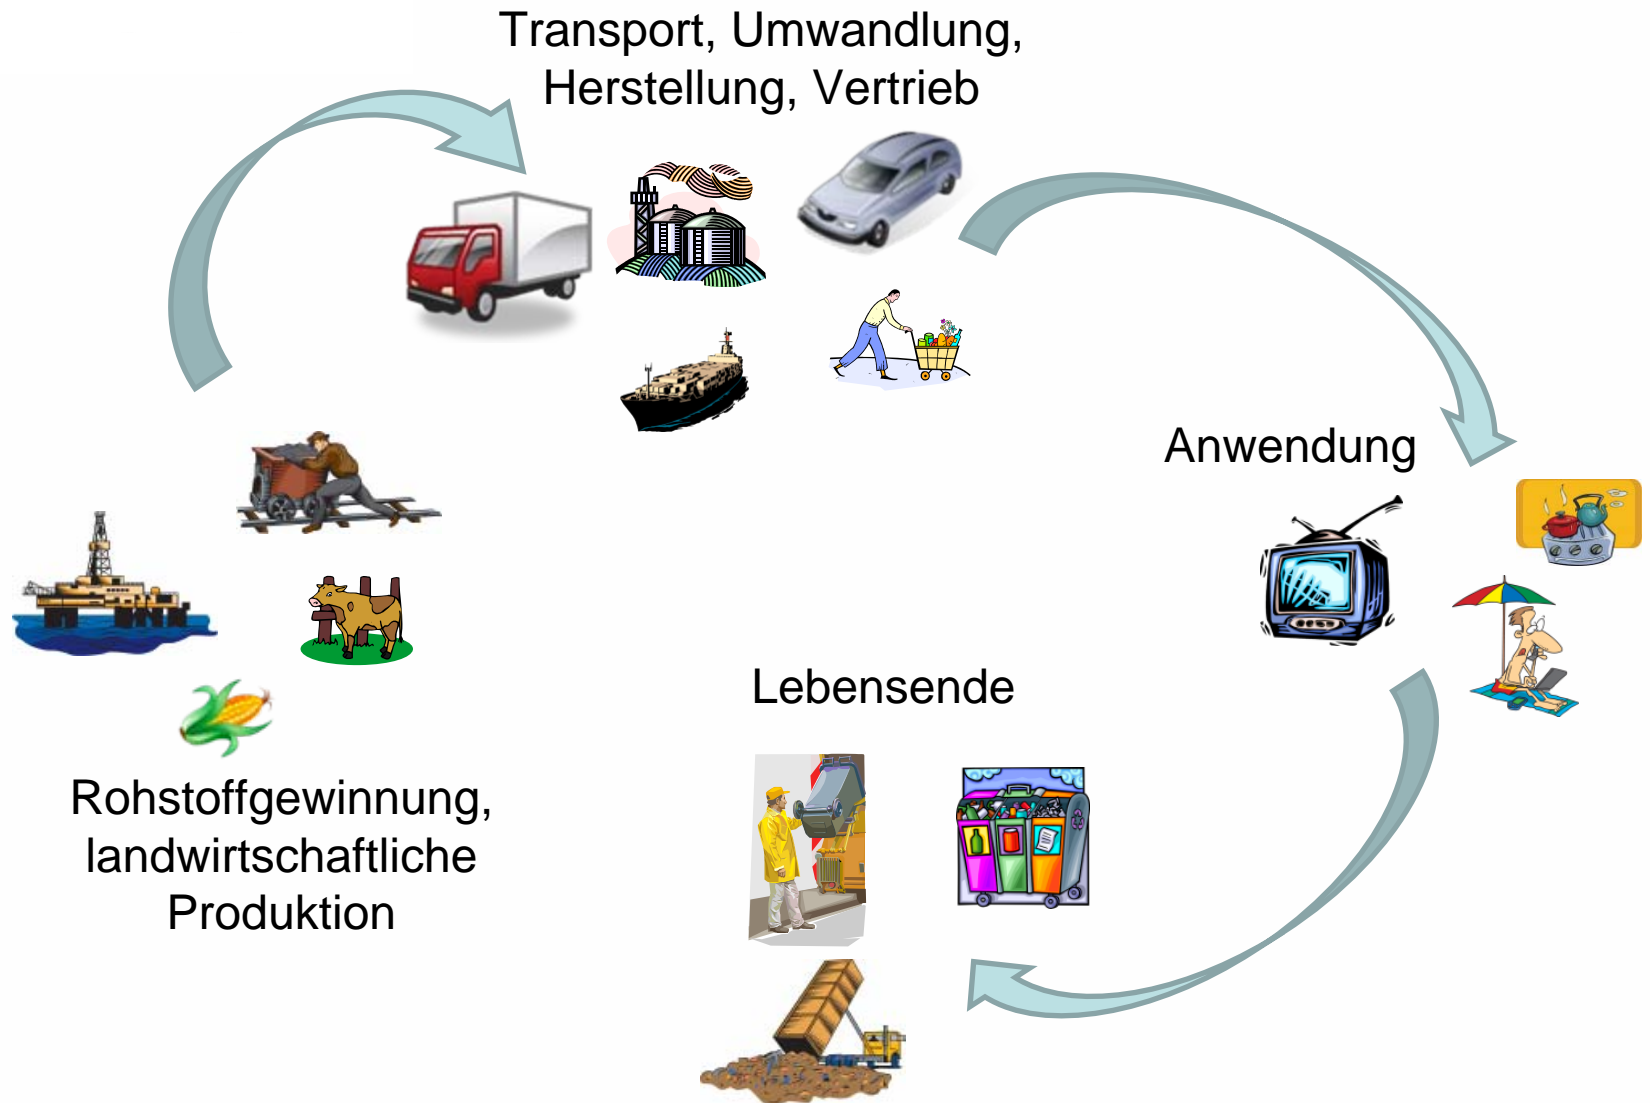 Transport, Umwandlung,
Herstellung, Vertrieb
Anwendung
Lebensende
Rohstoffgewinnung,
landwirtschaftliche
Produktion